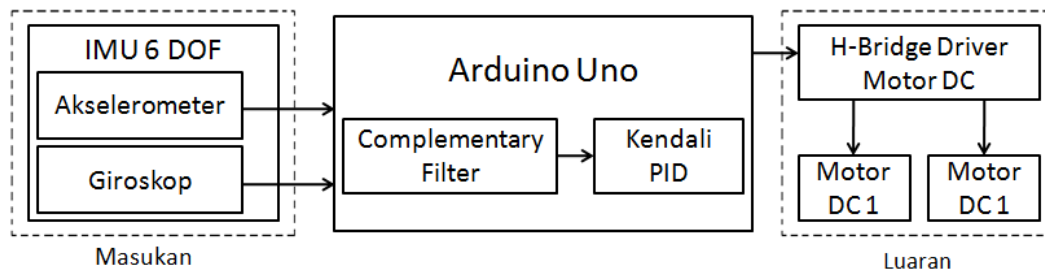 IMU 6 DOF
Akselerometer
Giroskop
Masukan
Arduino Uno
Complementary
Filter
Kendali
PID
H-Bridge Driver
Motor DC
Motor
DC 1
Motor
DC 1
Luaran